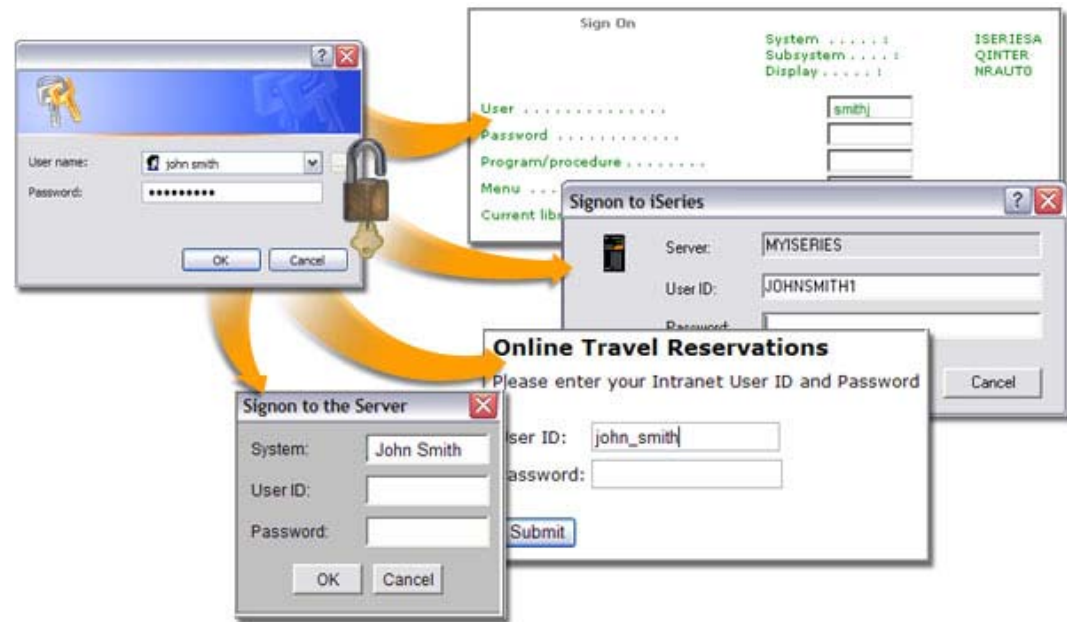 User name:
john smith
Password:
•••••••••
OK
Cancel
Sign On
System . . . . . :
ISERIESA
Subsystem . . . . :
QINTER
Display . . . . . :
NRAUTO
User . . . . . . . . . . . . . .
smithj
Password . . . . . . . . . . . .
Program/procedure . . . . . . . .
Menu . . .
Current
Signon to iSeries
Server:
MYISERIES
User ID:
JOHNSMITH1
Password:
Cancel
Online Travel Reservations
Please enter your Intranet User ID and Password
User ID:
john_smith
Password:
Submit
Signon to the Server
System:
John Smith
User ID:
Password:
OK
Cancel